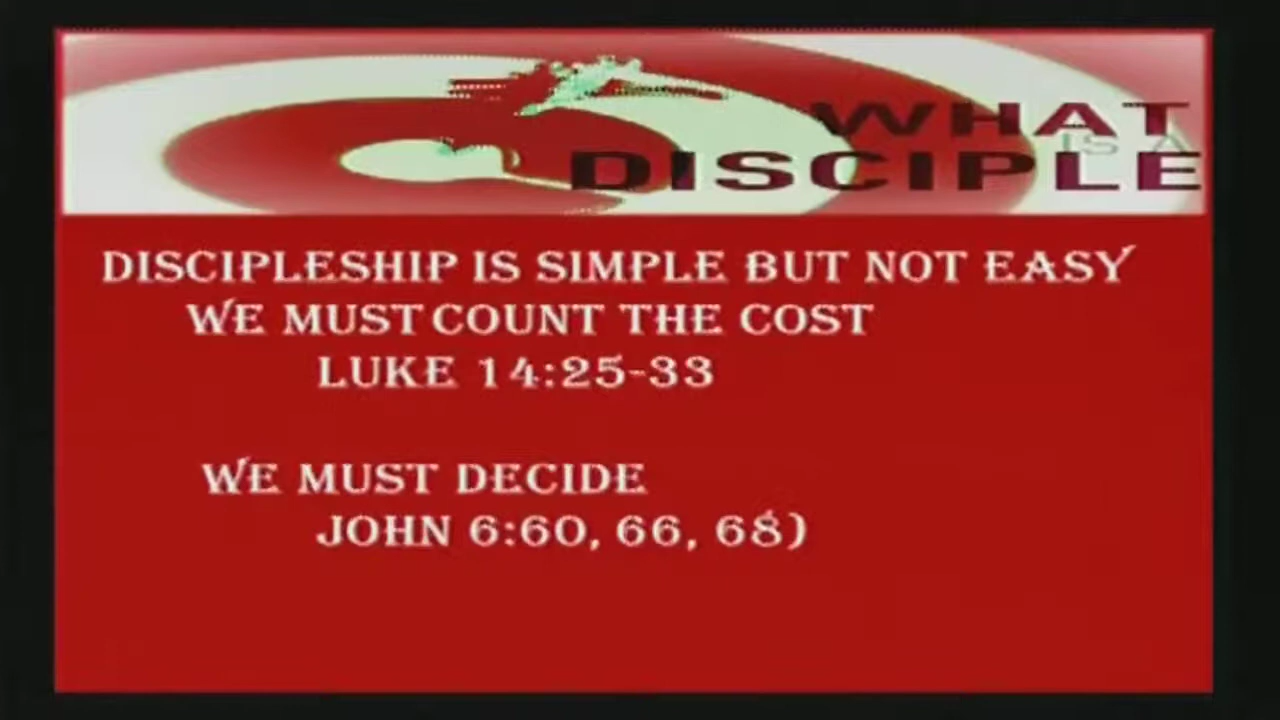 WHAT
IS A
DISCIPLE
DISCIPLESHIP IS SIMPLE BUT NOT EASY
WE MUST COUNT THE COST
LUKE 14:25-33
WE MUST DECIDE
JOHN 6:60, 66, 68)